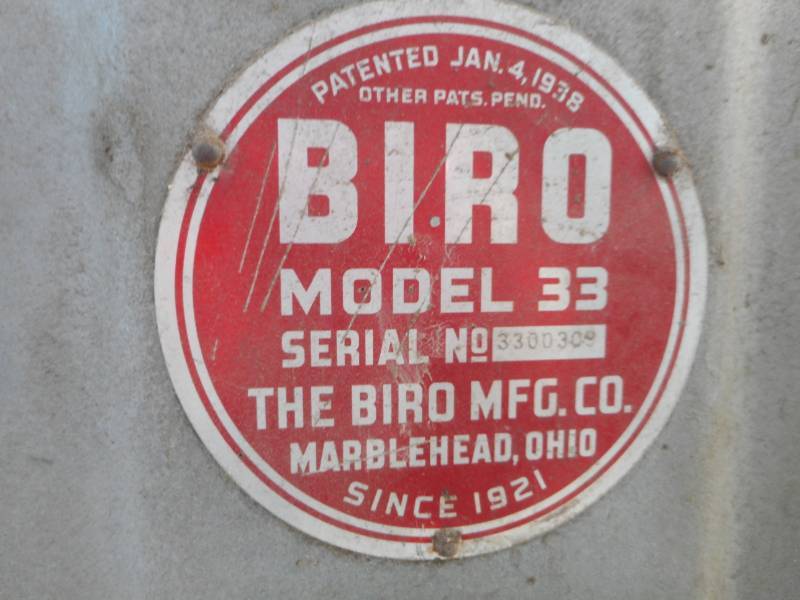 PATENTED JAN. 4, 1938
OTHER PATS. PEND.
BIRO
MODEL 33
SERIAL Nº 3300309
THE BIRO MFG. CO.
MARBLEHEAD, OHIO
SINCE 1921